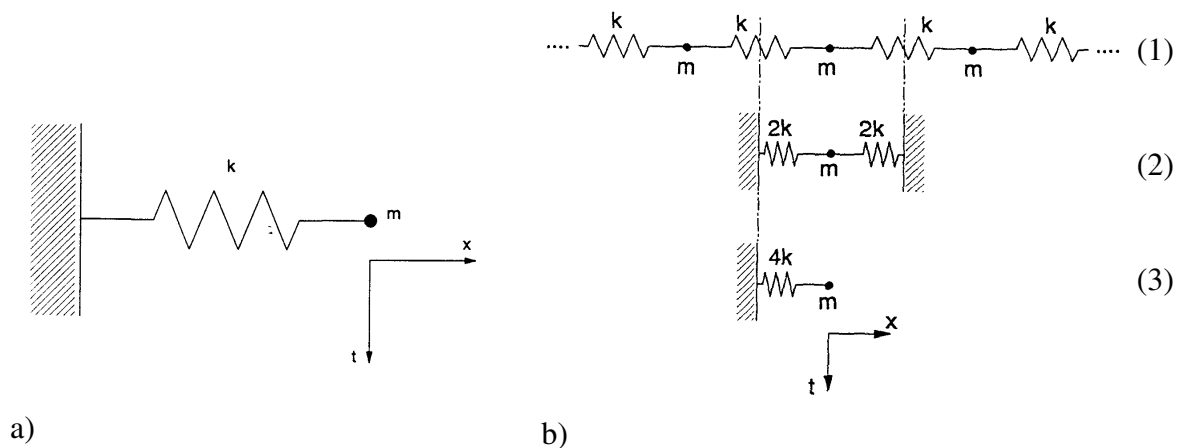 k
m
x
t
a)
k k k k
.... ....
m m m
(1)
2k 2k
m
(2)
4k
m
(3)
x
t
b)